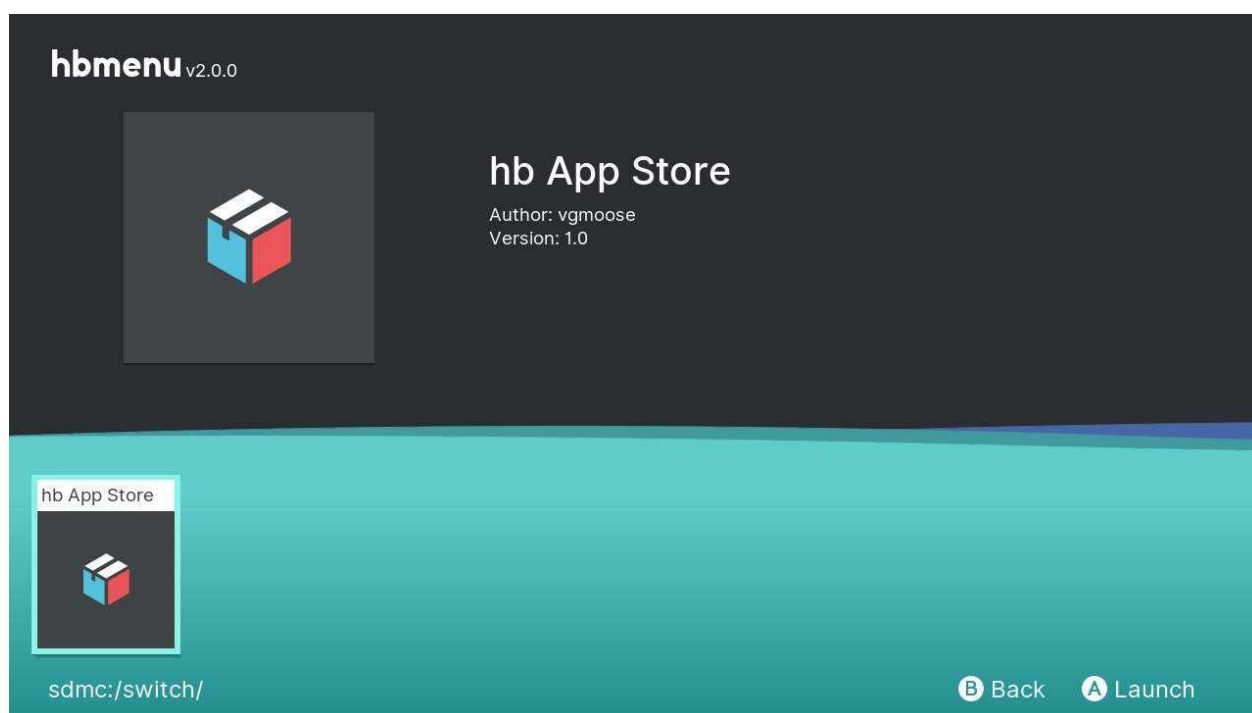 hbmenu v2.0.0
hb App Store
Author: vgmoose
Version: 1.0
hb App Store
sdmc:/switch/
B Back A Launch